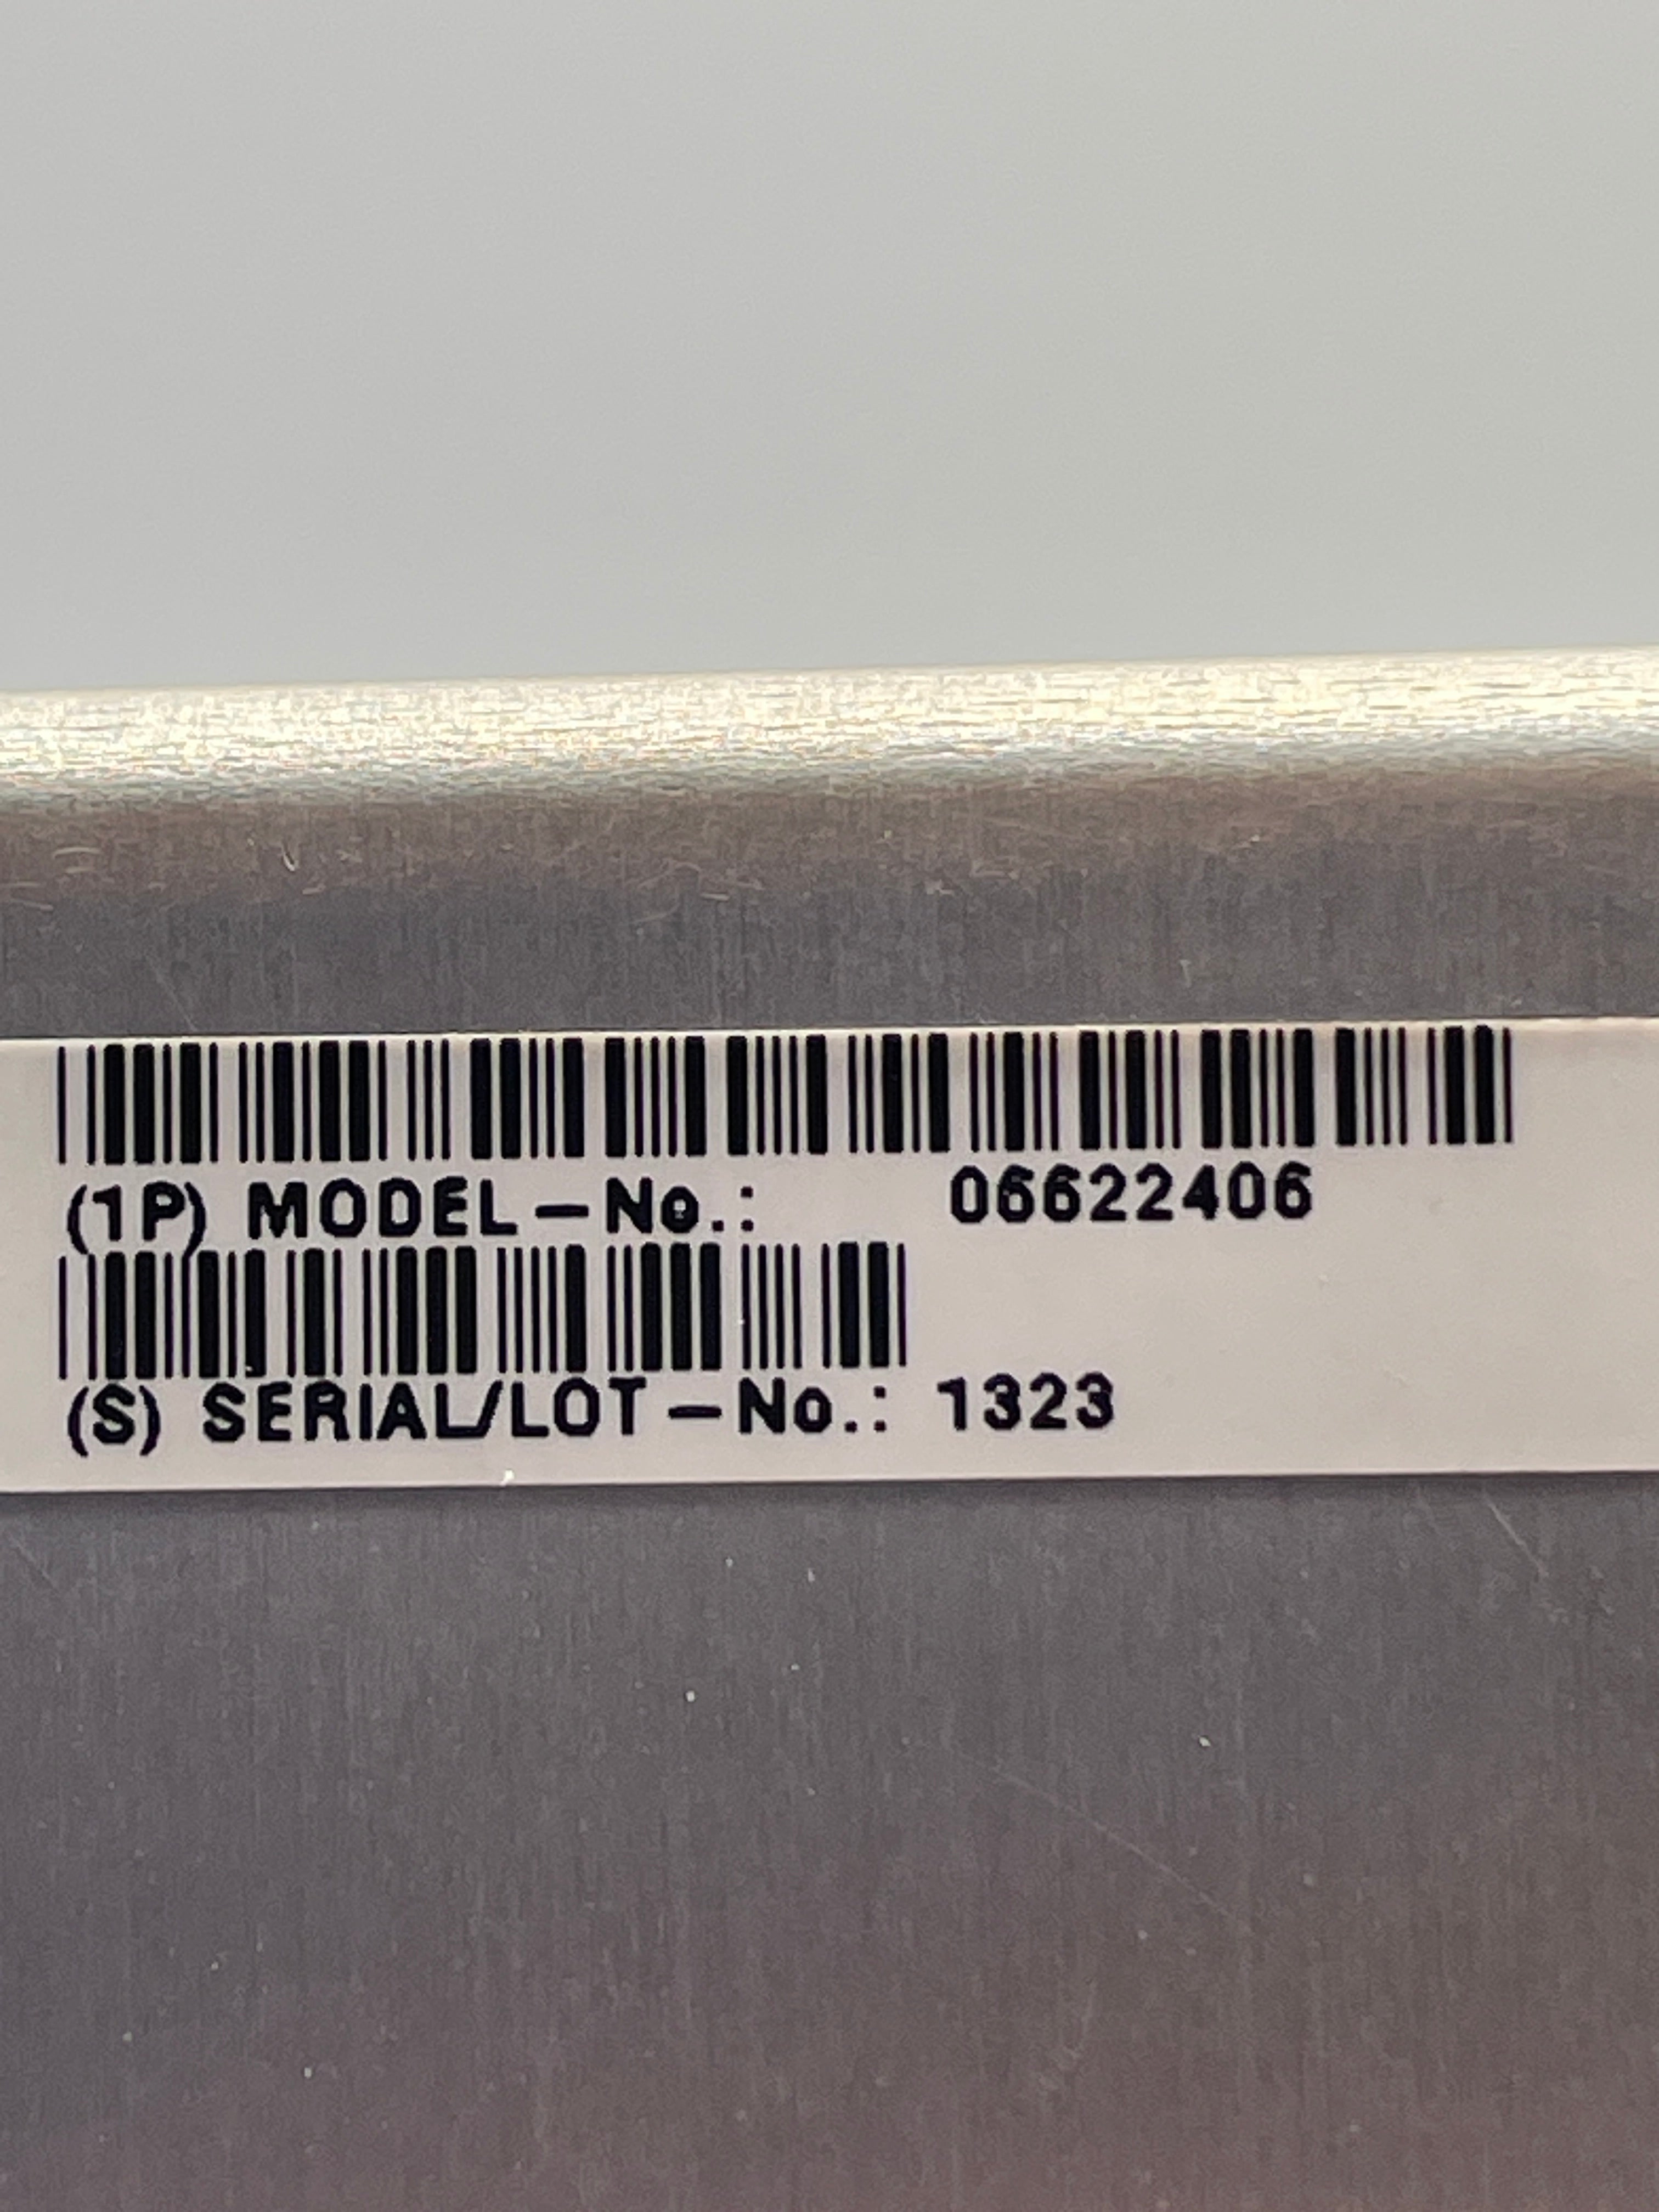 (1P) MODEL-No.: 06622406
(S) SERIAL/LOT-No.: 1323